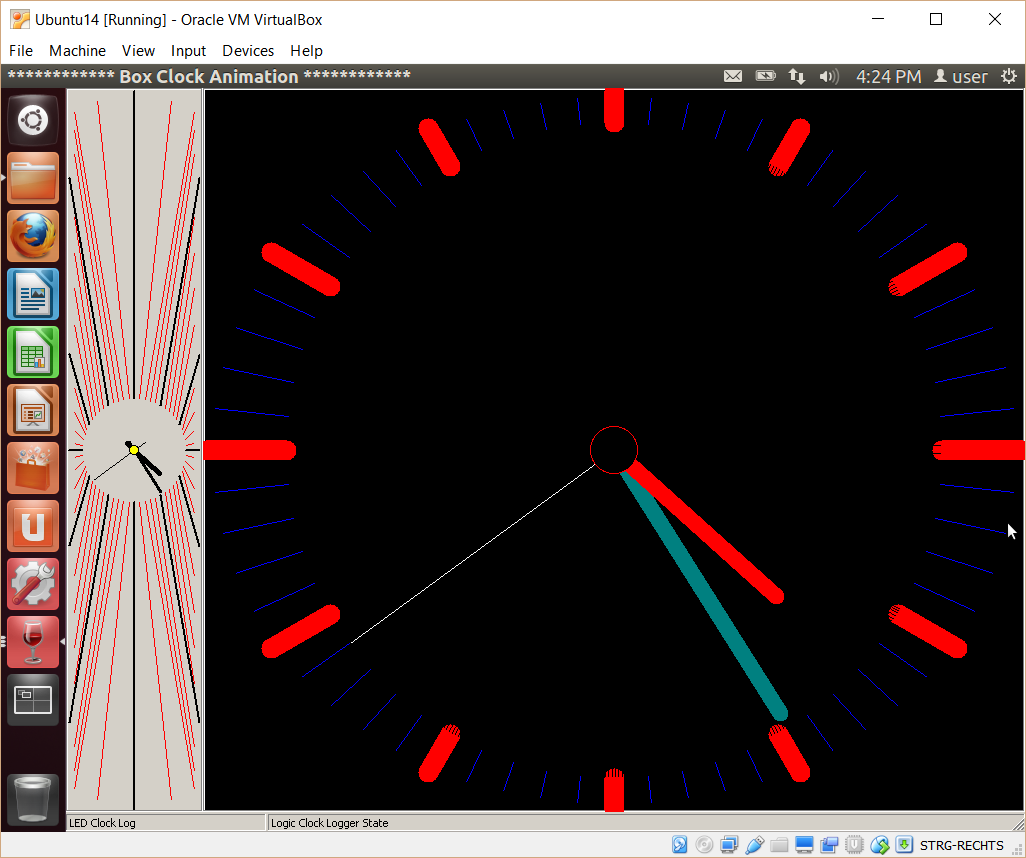 Ubuntu14 [Running] - Oracle VM VirtualBox
File Machine View Input Devices Help
************ Box Clock Animation ************ 4:24 PM user
LED Clock Log Logic Clock Logger State
STRG-RECHTS